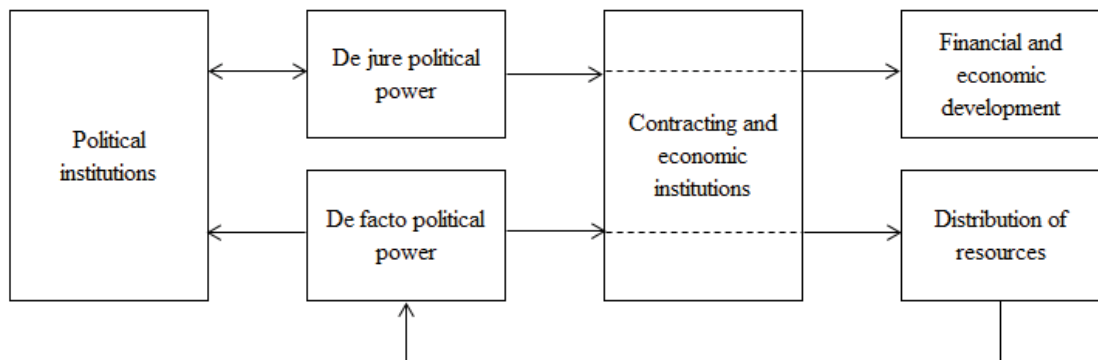 Political
institutions
De jure political
power
De facto political
power
Contracting and
economic
institutions
Financial and
economic
development
Distribution of
resources